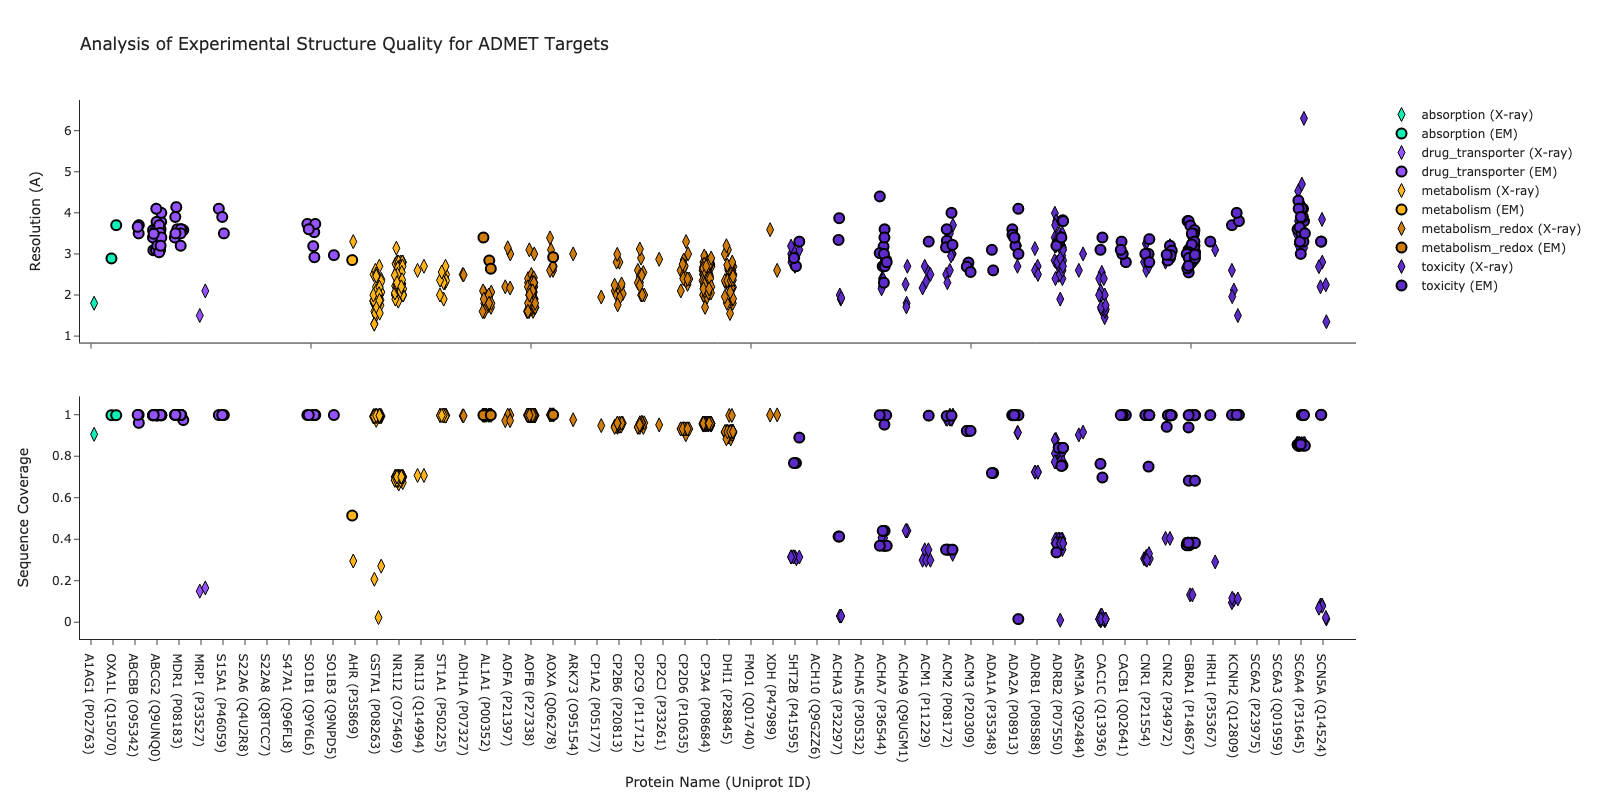 Analysis of Experimental Structure Quality for ADMET Targets
Resolution (A)
6
5
4
3
2
1
absorption (X-ray)
absorption (EM)
drug_transporter (X-ray)
drug_transporter (EM)
metabolism (X-ray)
metabolism (EM)
metabolism_redox (X-ray)
metabolism_redox (EM)
toxicity (X-ray)
toxicity (EM)
Sequence Coverage
1
0.8
0.6
0.4
0.2
0
A1AG1 (P02763)
OXA1L (Q15070)
ABCBB (O95342)
ABCG2 (Q9UNQ0)
MDR1 (P08183)
MRP1 (P33527)
S15A1 (P46059)
S22A6 (Q4U2R8)
S22A8 (Q8TCC7)
S47A1 (Q96FL8)
SO1B1 (Q9Y6L6)
SO1B3 (Q9NPD5)
AHR (P35869)
GSTA1 (P08263)
NR1I2 (O75469)
NR1I3 (Q14994)
ST1A1 (P50225)
ADH1A (P07327)
AL1A1 (P00352)
AOFA (P21397)
AOFB (P27338)
AOXA (Q06278)
ARK73 (O95154)
CP1A2 (P05177)
CP2B6 (P20813)
CP2C9 (P11712)
CP2CJ (P33261)
CP2D6 (P10635)
CP3A4 (P08684)
DHI1 (P28845)
FMO1 (Q01740)
XDH (P47989)
5HT2B (P41595)
ACH10 (Q9GZZ6)
ACHA3 (P32297)
ACHA5 (P30532)
ACHA7 (P36544)
ACHA9 (Q9UGM1)
ACM1 (P11229)
ACM2 (P08172)
ACM3 (P20309)
ADA1A (P35348)
ADA2A (P08913)
ADRB1 (P08588)
ADRB2 (P07550)
ASM3A (Q92484)
CAC1C (Q13936)
CACB1 (Q02641)
CNR1 (P21554)
CNR2 (P34972)
GBRA1 (P14867)
HRH1 (P35367)
KCNH2 (Q12809)
SC6A2 (P23975)
SC6A3 (Q01959)
SC6A4 (P31645)
SCN5A (Q14524)
Protein Name (Uniprot ID)